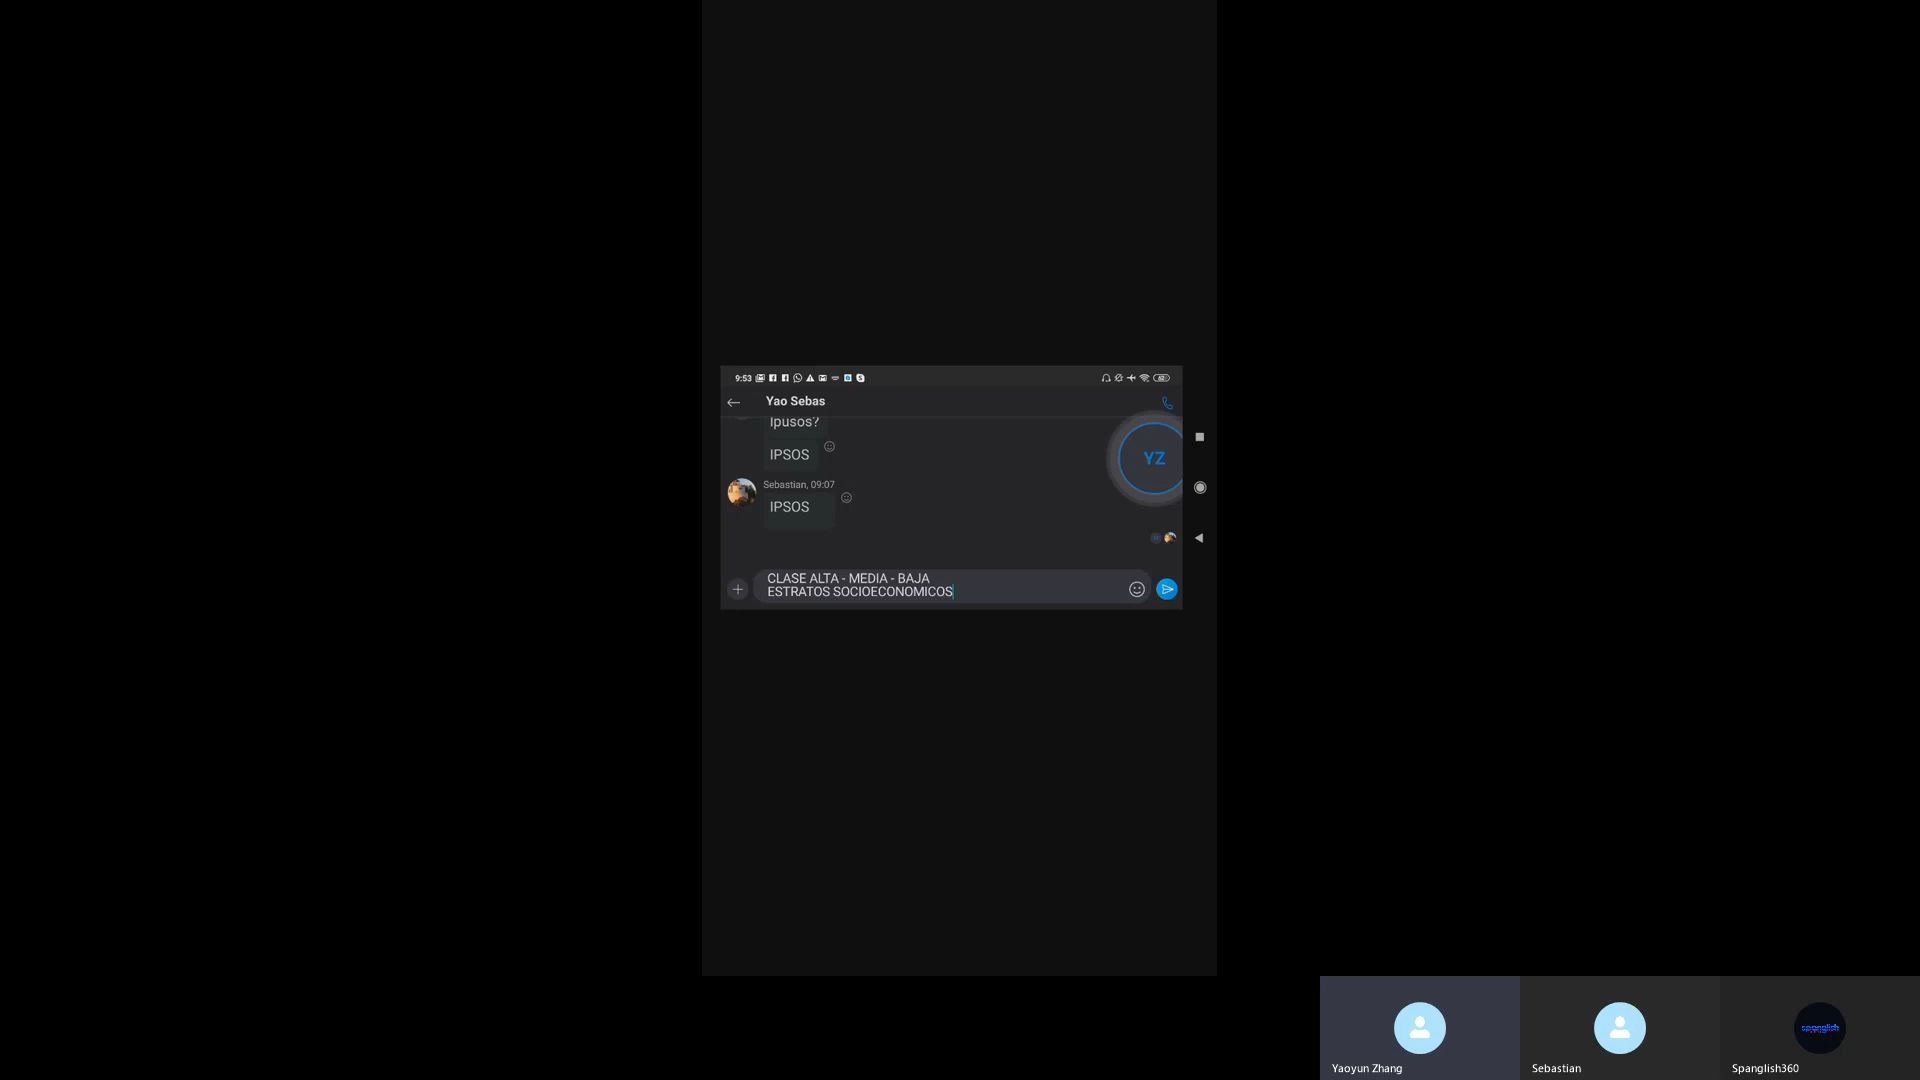 9:53
Yao Sebas
Ipusos?
IPSOS
YZ
Sebastian, 09:07
IPSOS
CLASE ALTA - MEDIA - BAJA
ESTRATOS SOCIOECONOMICOS
spanglish
Yaoyun Zhang
Sebastian
Spanglish360